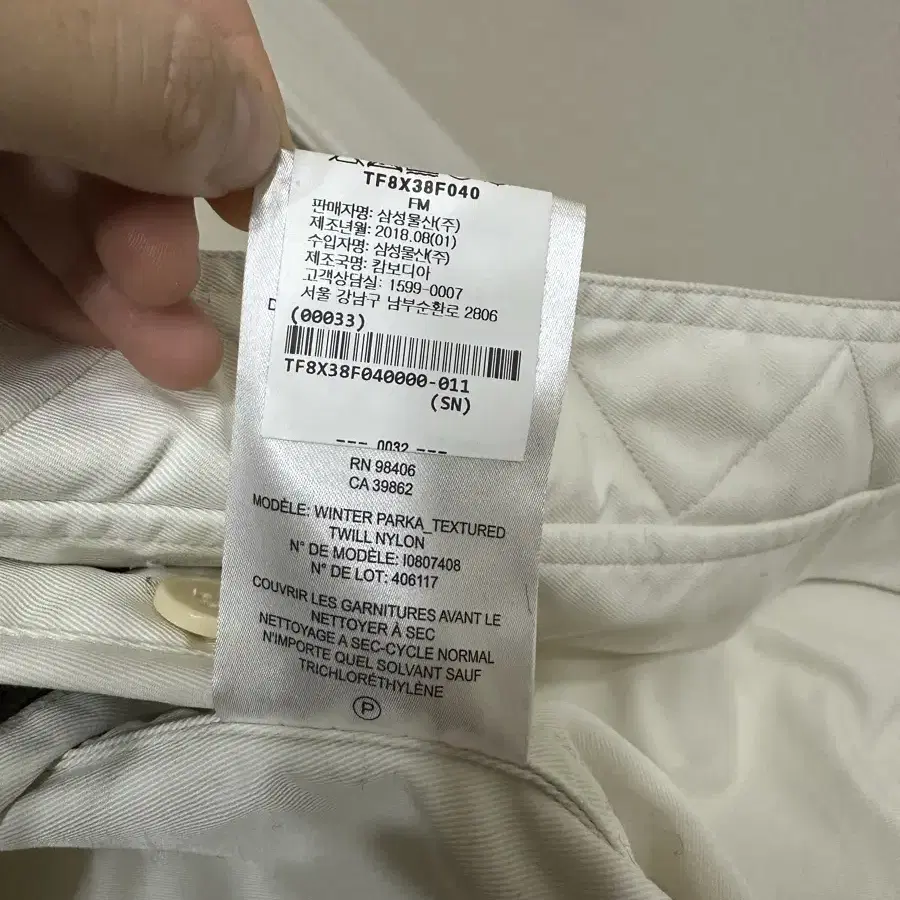 TF8X38F040
FM
판매자명: 삼성물산(주)
제조년월: 2018.08(01)
수입자명: 삼성물산(주)
제조국명: 캄보디아
고객상담실: 1599-0007
서울 강남구 남부순환로 2806
(00033)
TF8X38F040000-011
(SN)
--- 0032 ---
RN 98406
CA 39862
MODÈLE: WINTER PARKA_TEXTURED
TWILL NYLON
N° DE MODÈLE: I0807408
N° DE LOT: 406117
COUVRIR LES GARNITURES AVANT LE
NETTOYER À SEC
NETTOYAGE A SEC-CYCLE NORMAL
N'IMPORTE QUEL SOLVANT SAUF
TRICHLORÉTHYLÈNE
P